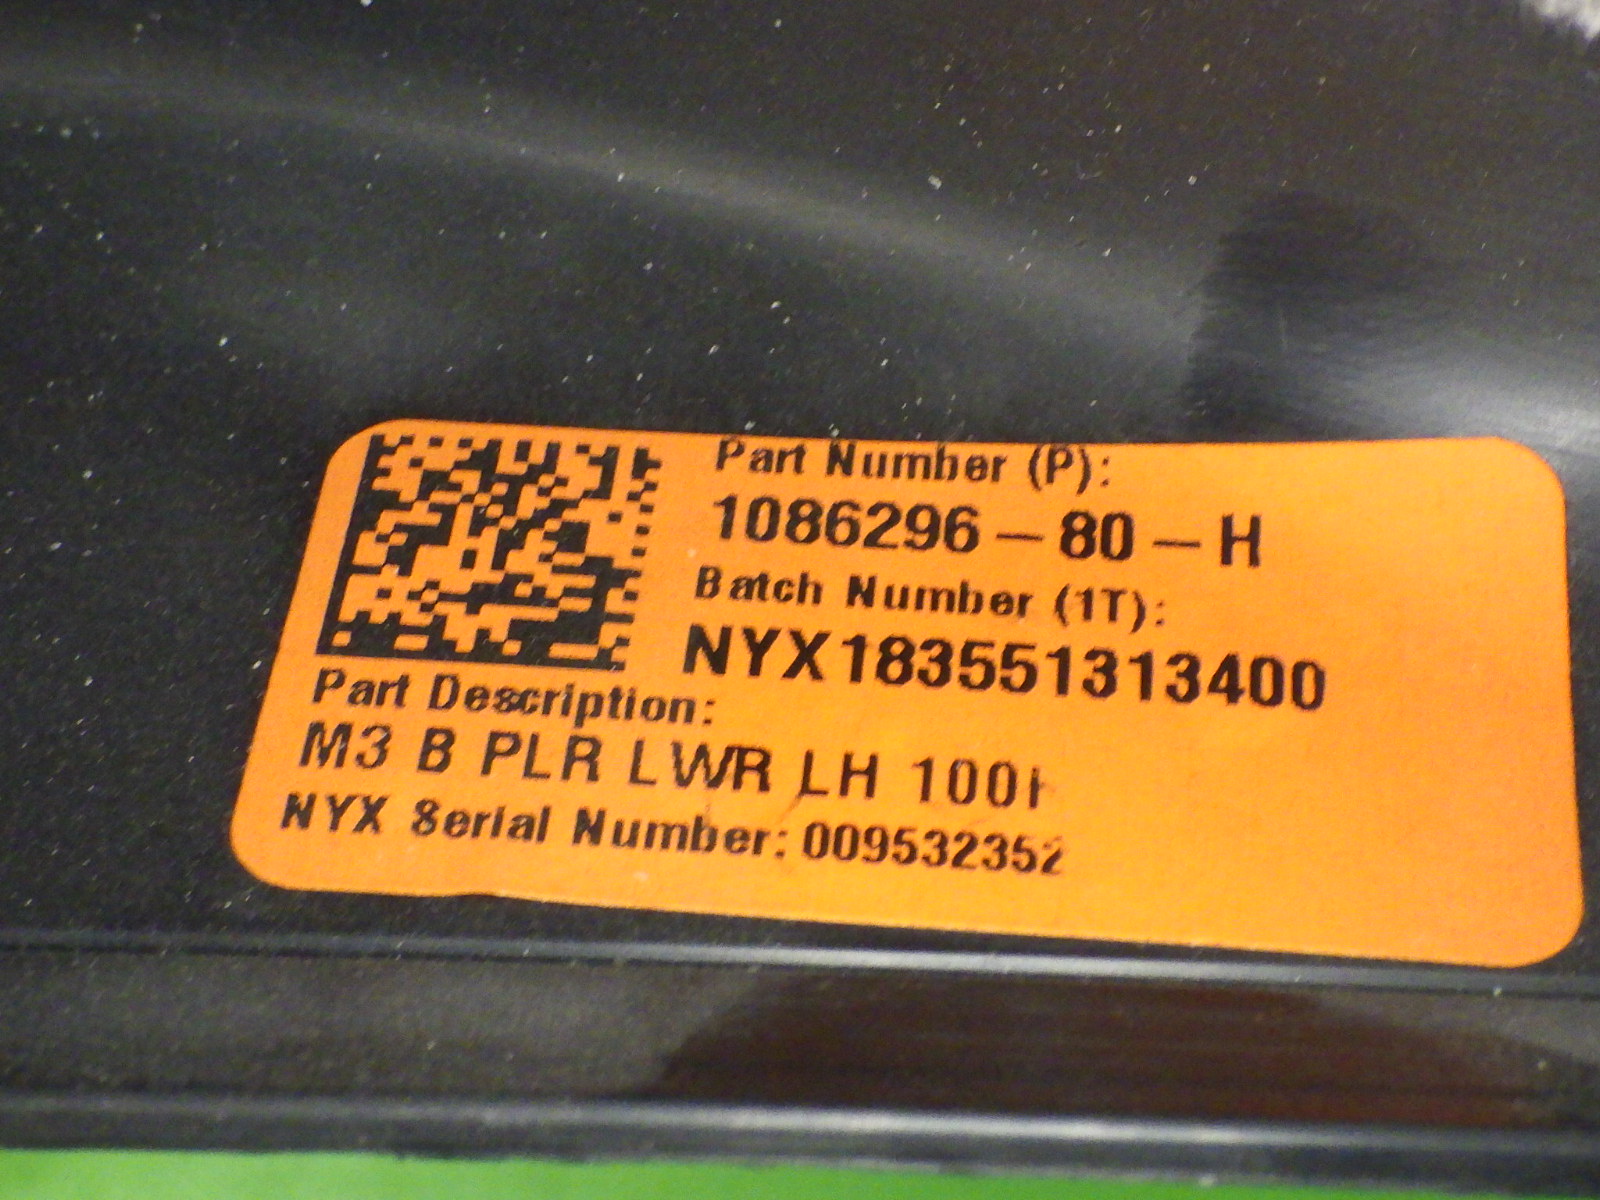 Part Number (P):
1086296-80-H
Batch Number (1T):
NYX183551313400
Part Description:
M3 B PLR LWR LH
NYX Serial Number: 009532352